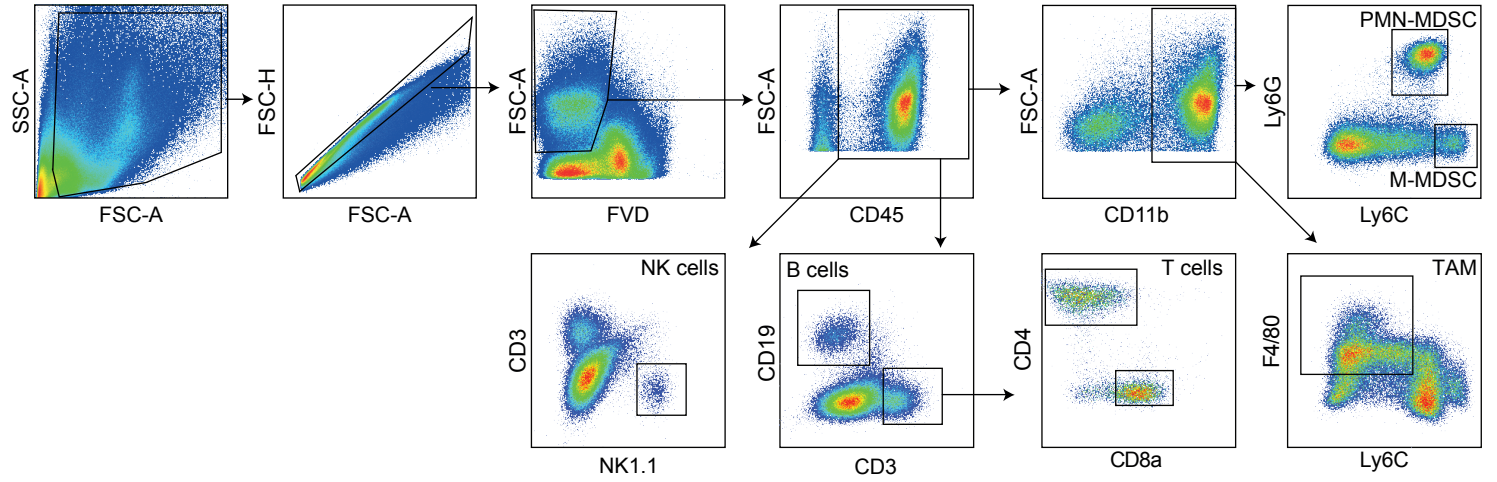 SSC-A
FSC-A
FSC-H
FSC-A
FSC-A
FVD
FSC-A
CD45
FSC-A
CD11b
Ly6G
PMN-MDSC
M-MDSC
Ly6C
CD3
NK cells
NK1.1
CD19
B cells
CD3
CD4
T cells
CD8a
F4/80
TAM
Ly6C